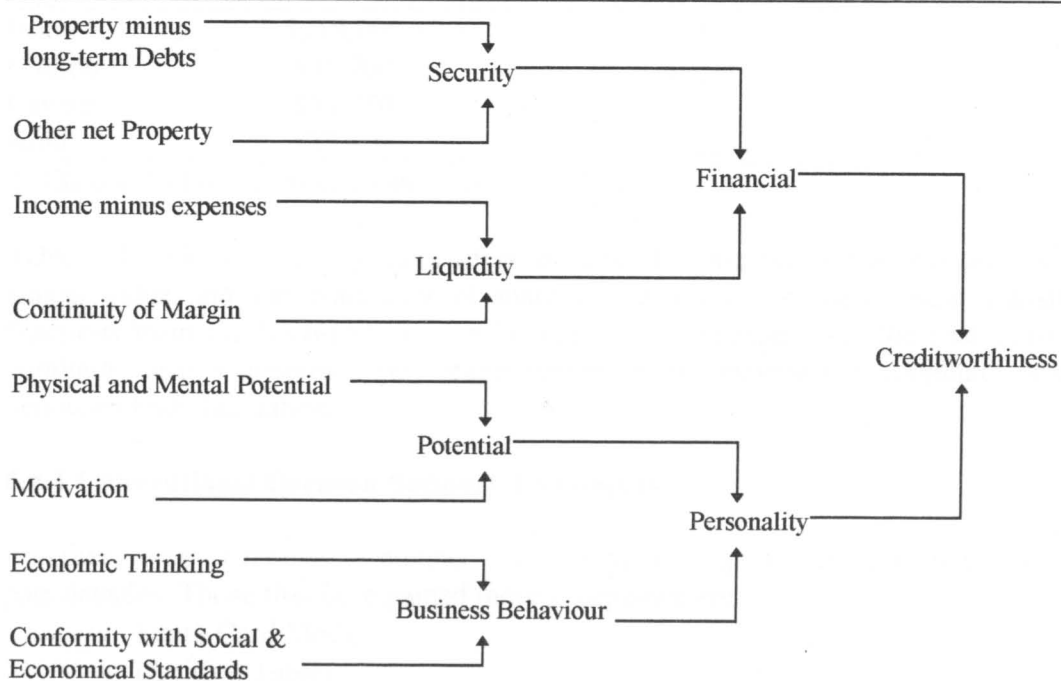 Property minus
long-term Debts
Security
Other net Property
Financial
Income minus expenses
Liquidity
Continuity of Margin
Creditworthiness
Physical and Mental Potential
Potential
Motivation
Personality
Economic Thinking
Business Behaviour
Conformity with Social &
Economical Standards